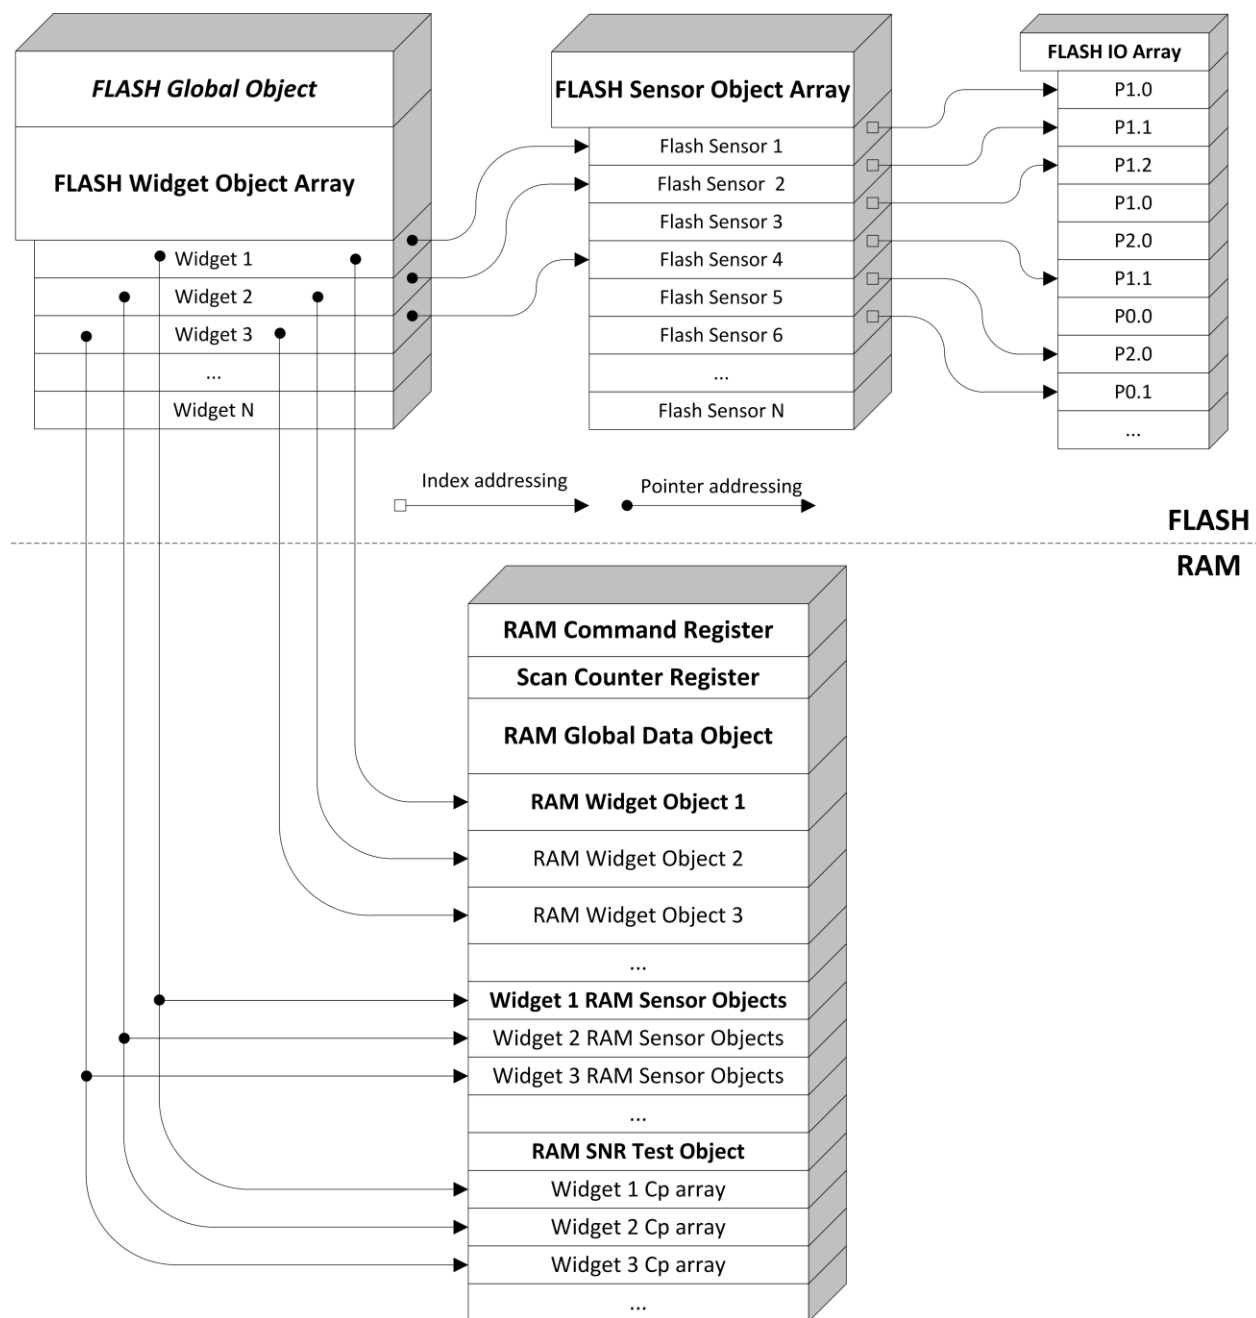 FLASH Global Object
FLASH Widget Object Array
Widget 1
Widget 2
Widget 3
...
Widget N
FLASH Sensor Object Array
Flash Sensor 1
Flash Sensor 2
Flash Sensor 3
Flash Sensor 4
Flash Sensor 5
Flash Sensor 6
...
Flash Sensor N
FLASH IO Array
P1.0
P1.1
P1.2
P1.0
P2.0
P1.1
P0.0
P2.0
P0.1
...
Index addressing
Pointer addressing
FLASH
RAM
RAM Command Register
Scan Counter Register
RAM Global Data Object
RAM Widget Object 1
RAM Widget Object 2
RAM Widget Object 3
...
Widget 1 RAM Sensor Objects
Widget 2 RAM Sensor Objects
Widget 3 RAM Sensor Objects
...
RAM SNR Test Object
Widget 1 Cp array
Widget 2 Cp array
Widget 3 Cp array
...